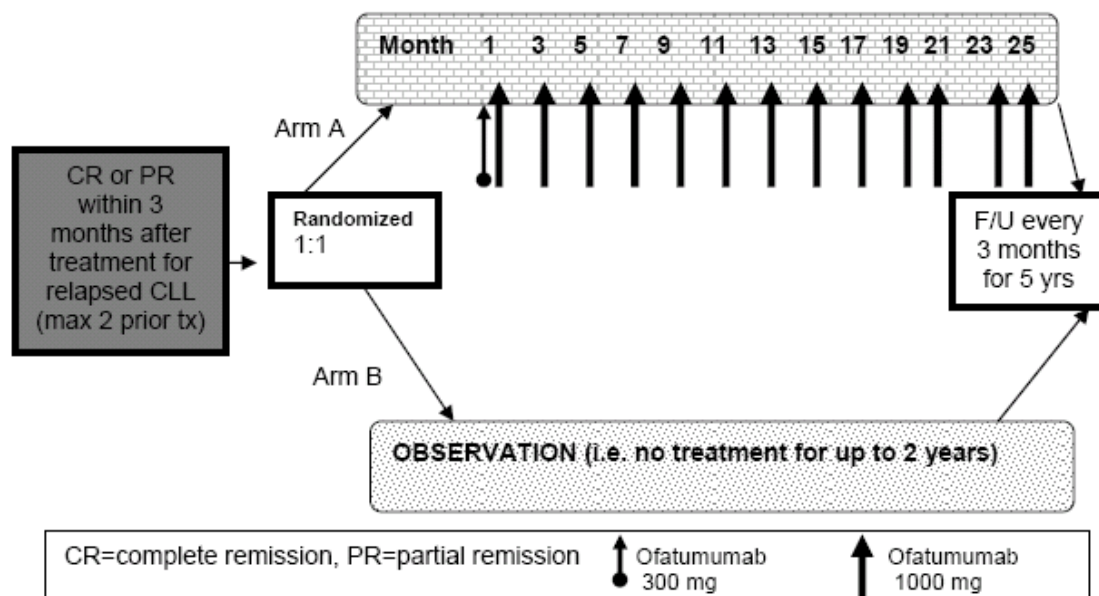 Month 1 3 5 7 9 11 13 15 17 19 21 23 25
Arm A
CR or PR
within 3
months after
treatment for
relapsed CLL
(max 2 prior tx)
Randomized
1:1
F/U every
3 months
for 5 yrs
Arm B
OBSERVATION (i.e. no treatment for up to 2 years)
CR=complete remission, PR=partial remission
Ofatumumab
300 mg
Ofatumumab
1000 mg